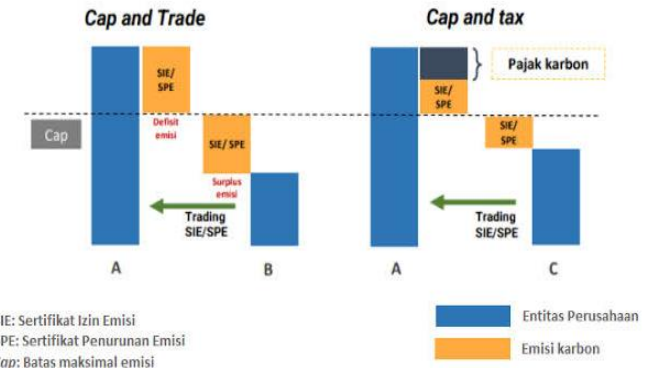 Cap and Trade
Cap and tax
SIE/
SPE
Pajak karbon
SIE/
SPE
Cap
Defisit
emisi
SIE/ SPE
SIE/
SPE
Surplus
emisi
Trading
SIE/SPE
Trading
SIE/SPE
A
B
A
C
IE: Sertifikat Izin Emisi
PE: Sertifikat Penurunan Emisi
ap: Batas maksimal emisi
Entitas Perusahaan
Emisi karbon